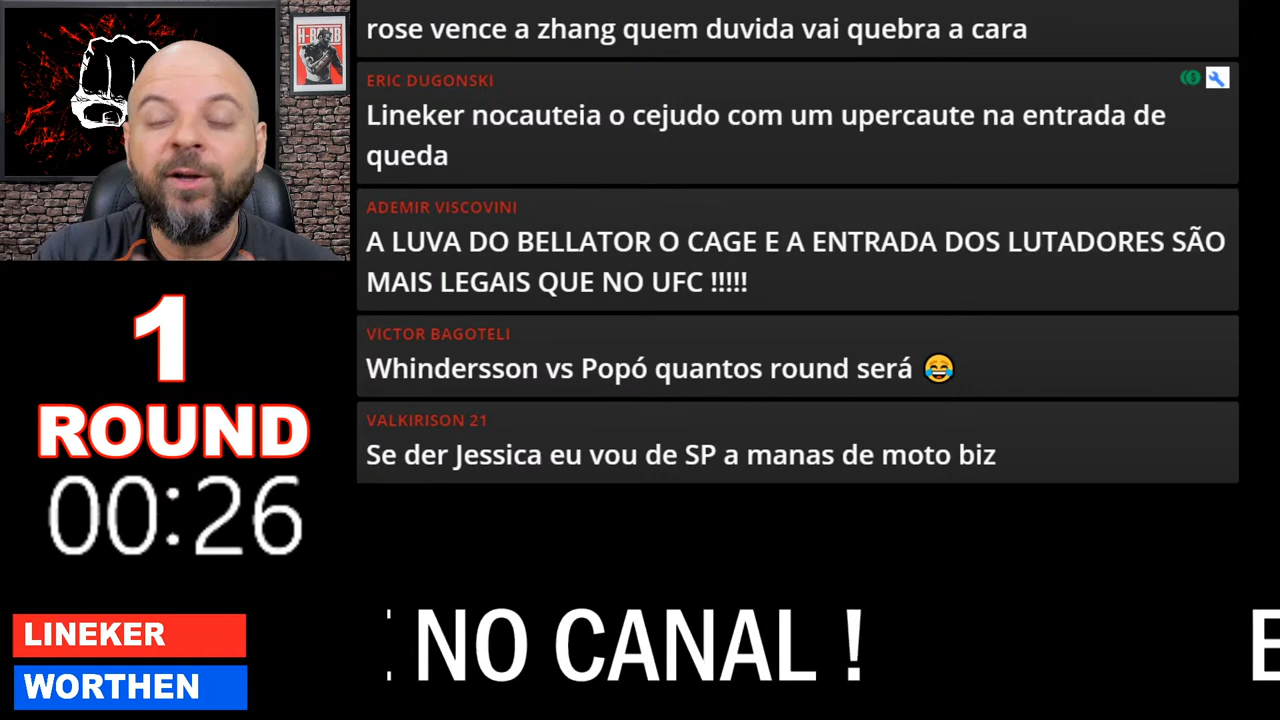 H-BOMB
rose vence a zhang quem duvida vai quebra a cara
ERIC DUGONSKI
Lineker nocauteia o cejudo com um upercaute na entrada de
queda
ADEMIR VISCOVINI
A LUVA DO BELLATOR O CAGE E A ENTRADA DOS LUTADORES SÃO
MAIS LEGAIS QUE NO UFC !!!!!
VICTOR BAGOTELI
Whindersson vs Popó quantos round será 😂
VALKIRISON 21
Se der Jessica eu vou de SP a manas de moto biz
1
ROUND
00:26
LINEKER
WORTHEN
NO CANAL !